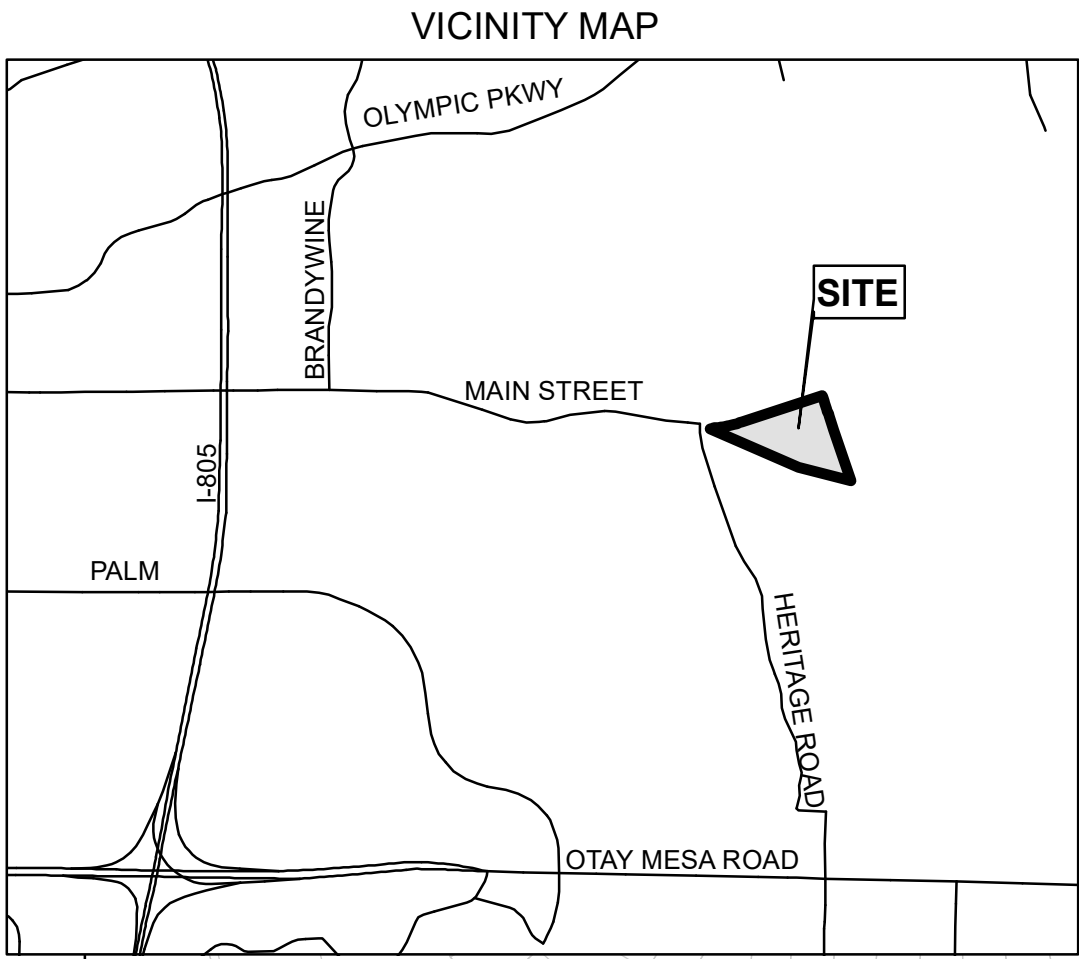 VICINITY MAP
OLYMPIC PKWY
BRANDYWINE
SITE
MAIN STREET
I-805
PALM
HERITAGE ROAD
OTAY MESA ROAD